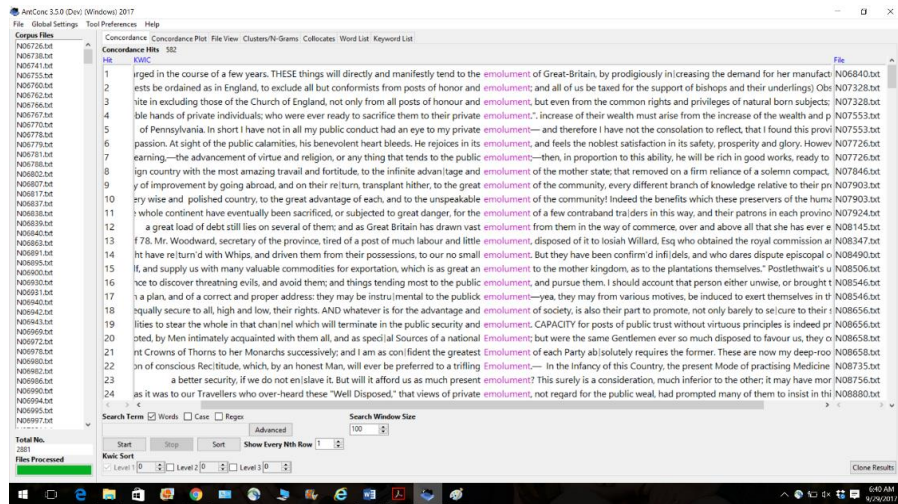 AntConc 3.5.0 (Dev) (Windows) 2017
File Global Settings Tool Preferences Help
Corpus Files
N06726.txt
N06738.txt
N06741.txt
N06755.txt
N06760.txt
N06762.txt
N06766.txt
N06767.txt
N06770.txt
N06778.txt
N06779.txt
N06781.txt
N06788.txt
N06802.txt
N06807.txt
N06817.txt
N06837.txt
N06838.txt
N06839.txt
N06840.txt
N06863.txt
N06891.txt
N06895.txt
N06900.txt
N06930.txt
N06931.txt
N06940.txt
N06942.txt
N06943.txt
N06969.txt
N06972.txt
N06978.txt
N06980.txt
N06982.txt
N06986.txt
N06990.txt
N06994.txt
N06995.txt
N06997.txt
Total No.
2881
Files Processed
Concordance Concordance Plot File View Clusters/N-Grams Collocates Word List Keyword List
Concordance Hits 582
Hit KWIC File
1 rged in the course of a few years. THESE things will directly and manifestly tend to the emolument of Great-Britain, by prodigiously in|creasing the demand for her manufact N06840.txt
2 ests be ordained as in England, to exclude all but conformists from posts of honor and emolument; and all of us be taxed for the support of bishops and their underlings) Obs N07328.txt
3 nite in excluding those of the Church of England, not only from all posts of honour and emolument, but even from the common rights and privileges of natural born subjects; N07328.txt
4 ble hands of private individuals; who were ever ready to sacrifice them to their private emolument.". increase of their wealth must arise from the increase of the wealth and p N07553.txt
5 of Pennsylvania. In short I have not in all my public conduct had an eye to my private emolument— and therefore I have not the consolation to reflect, that I found this provi N07553.txt
6 passion. At sight of the public calamities, his benevolent heart bleeds. He rejoices in its emolument, and feels the noblest satisfaction in its safety, prosperity and glory. Howev N07726.txt
7 earning,—the advancement of virtue and religion, or any thing that tends to the public emolument;—then, in proportion to this ability, he will be rich in good works, ready to N07726.txt
8 ign country with the most amazing travail and fortitude, to the infinite advan|tage and emolument of the mother state; that removed on a firm reliance of a solemn compact, N07846.txt
9 y of improvement by going abroad, and on their re|turn, transplant hither, to the great emolument of the community, every different branch of knowledge relative to their pr N07903.txt
10 ery wise and polished country, to the great advantage of each, and to the unspeakable emolument of the community! Indeed the benefits which these preservers of the huma N07903.txt
11 e whole continent have eventually been sacrificed, or subjected to great danger, for the emolument of a few contraband tra|ders in this way, and their patrons in each provinc N07924.txt
12 a great load of debt still lies on several of them; and as Great Britain has drawn vast emolument from them in the way of commerce, over and above all that she has ever e N08145.txt
13 f 78. Mr. Woodward, secretary of the province, tired of a post of much labour and little emolument, disposed of it to Iosiah Willard, Esq who obtained the royal commission ar N08347.txt
14 ht have re|turn'd with Whips, and driven them from their possessions, to our no small emolument. But they have been confirm'd infi|dels, and who dares dispute episcopal o N08490.txt
15 lf, and supply us with many valuable commodities for exportation, which is as great an emolument to the mother kingdom, as to the plantations themselves." Postlethwait's u N08506.txt
16 nce to discover threatning evils, and avoid them; and things tending most to the public emolument, and pursue them. I should account that person either unwise, or brought t N08546.txt
17 n a plan, and of a correct and proper address: they may be instru|mental to the publick emolument—yea, they may from various motives, be induced to exert themselves in th N08546.txt
18 equally secure to all, high and low, their rights. AND whatever is for the advantage and emolument of society, is also their part to promote, not only barely to se|cure to their s N08656.txt
19 lities to stear the whole in that chan|nel which will terminate in the public security and emolument. CAPACITY for posts of public trust without virtuous principles is indeed pr N08656.txt
20 oted, by Men intimately acquainted with them all, and as speci|al Sources of a national Emolument; but were the same Gentlemen ever so much disposed to favour us, they co N08658.txt
21 nt Crowns of Thorns to her Monarchs successively; and I am as con|fident the greatest Emolument of each Party ab|solutely requires the former. These are now my deep-roo N08658.txt
22 on of conscious Rec|titude, which, by an honest Man, will ever be preferred to a trifling Emolument.— In the Infancy of this Country, the present Mode of practising Medicine N08735.txt
23 a better security, if we do not en|slave it. But will it afford us as much present emolument? This surely is a consideration, much inferior to the other; it may have mor N08756.txt
24 as it was to our Travellers who over-heard these "Well Disposed," that views of private emolument, not regard for the public weal, had prompted many of them to insist in thi N08880.txt
Search Term Words Case Regex Search Window Size
Advanced 100
Start Stop Sort Show Every Nth Row 1
Kwic Sort
Level 1 0 Level 2 0 Level 3 0 Clone Results
6:40 AM
9/29/2017